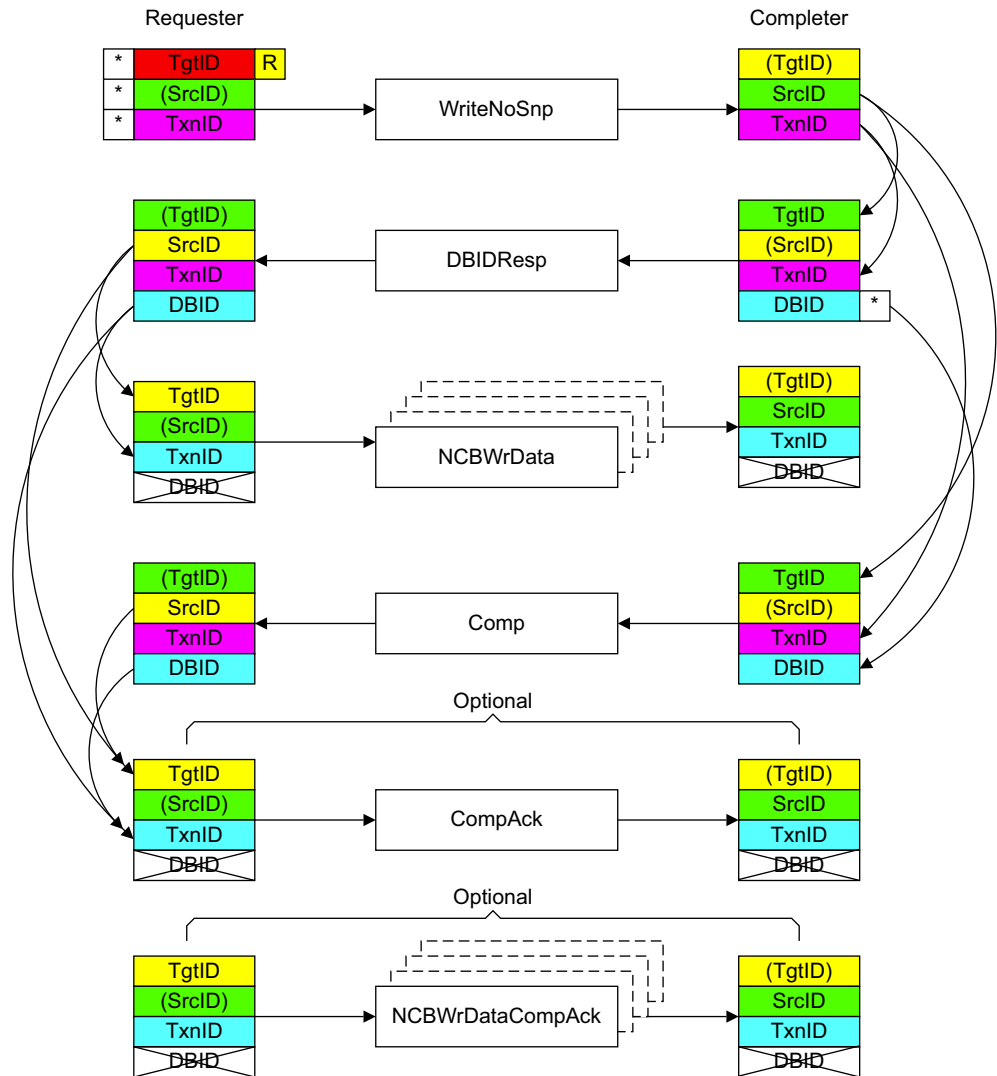 Requester Completer
* TgtID R (TgtID)
* (SrcID) SrcID
* TxnID WriteNoSnp TxnID
(TgtID) TgtID
SrcID DBIDResp (SrcID)
TxnID TxnID
DBID DBID *
TgtID (TgtID)
(SrcID) SrcID
TxnID NCBWrData TxnID
DBID DBID
(TgtID) TgtID
SrcID Comp (SrcID)
TxnID TxnID
DBID DBID
Optional
TgtID (TgtID)
(SrcID) CompAck SrcID
TxnID TxnID
DBID DBID
Optional
TgtID (TgtID)
(SrcID) NCBWrDataCompAck SrcID
TxnID TxnID
DBID DBID